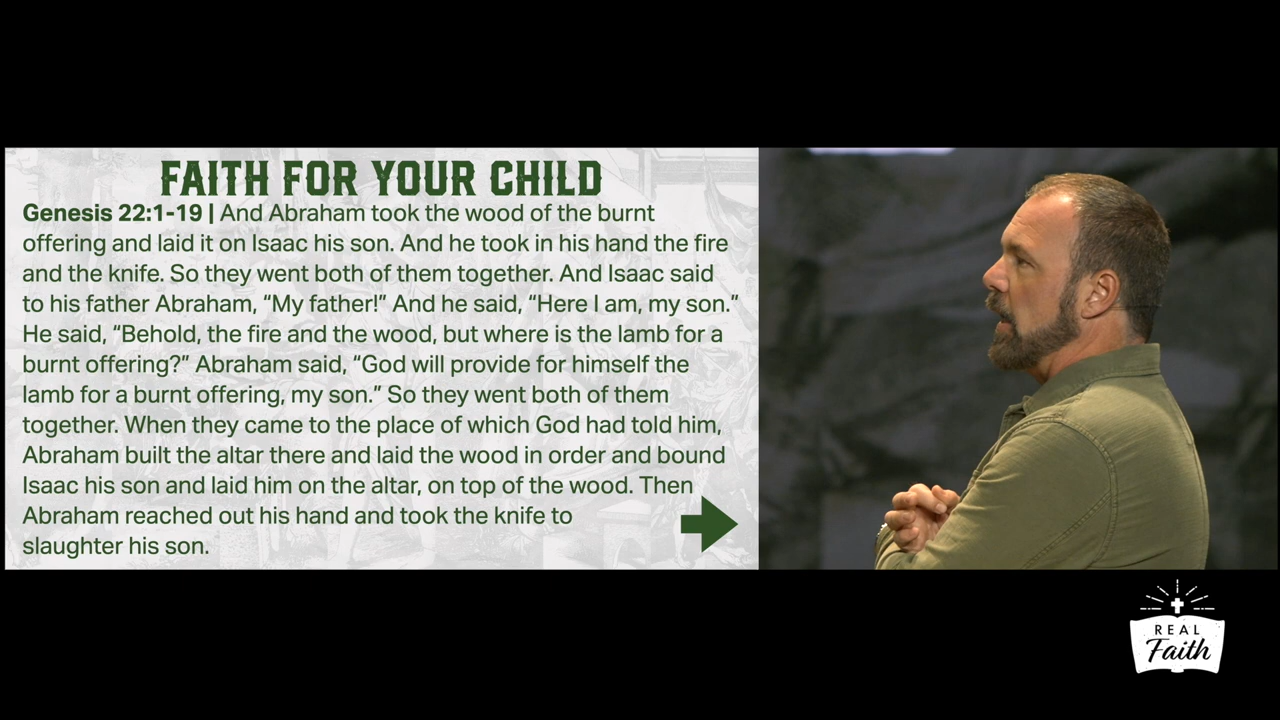 FAITH FOR YOUR CHILD
Genesis 22:1-19 | And Abraham took the wood of the burnt
offering and laid it on Isaac his son. And he took in his hand the fire
and the knife. So they went both of them together. And Isaac said
to his father Abraham, “My father!” And he said, “Here I am, my son.”
He said, “Behold, the fire and the wood, but where is the lamb for a
burnt offering?” Abraham said, “God will provide for himself the
lamb for a burnt offering, my son.” So they went both of them
together. When they came to the place of which God had told him,
Abraham built the altar there and laid the wood in order and bound
Isaac his son and laid him on the altar, on top of the wood. Then
Abraham reached out his hand and took the knife to
slaughter his son.
REAL
Faith